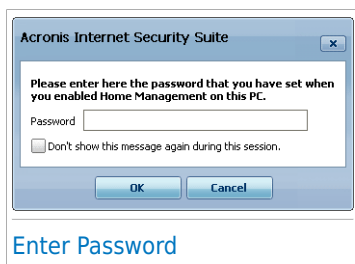 Acronis Internet Security Suite
Please enter here the password that you have set when
you enabled Home Management on this PC.
Password
Don't show this message again during this session.
OK
Cancel
Enter Password